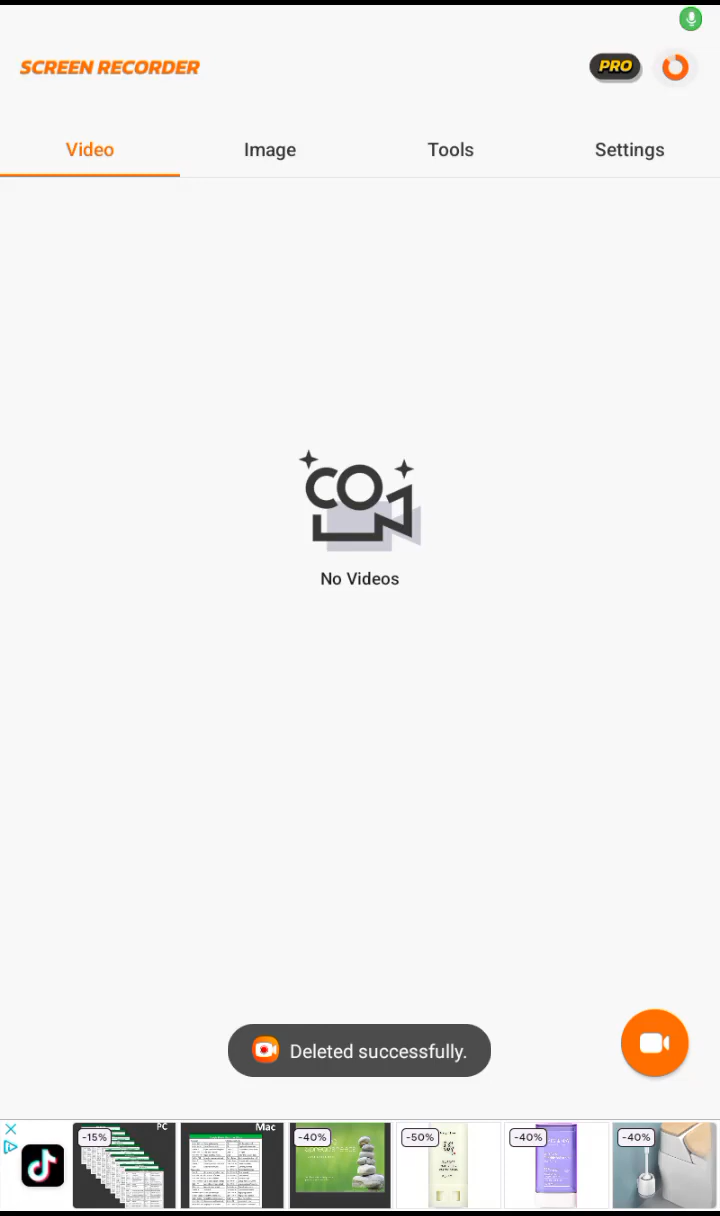 SCREEN RECORDER
PRO
Video
Image
Tools
Settings
No Videos
Deleted successfully.
-15%
PC
Mac
-40%
-50%
-40%
-40%